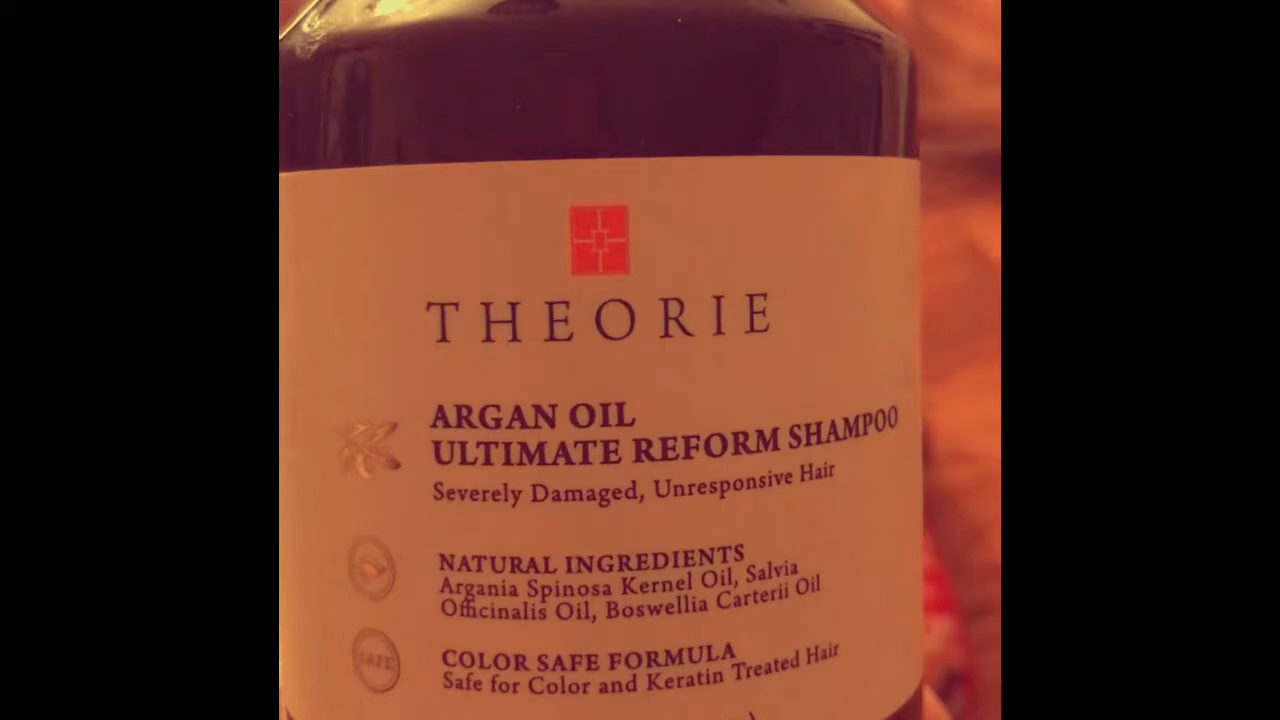 THEORIE
ARGAN OIL
ULTIMATE REFORM SHAMPOO
Severely Damaged, Unresponsive Hair
NATURAL INGREDIENTS
Argania Spinosa Kernel Oil, Salvia
Officinalis Oil, Boswellia Carterii Oil
SAFE
COLOR SAFE FORMULA
Safe for Color and Keratin Treated Hair